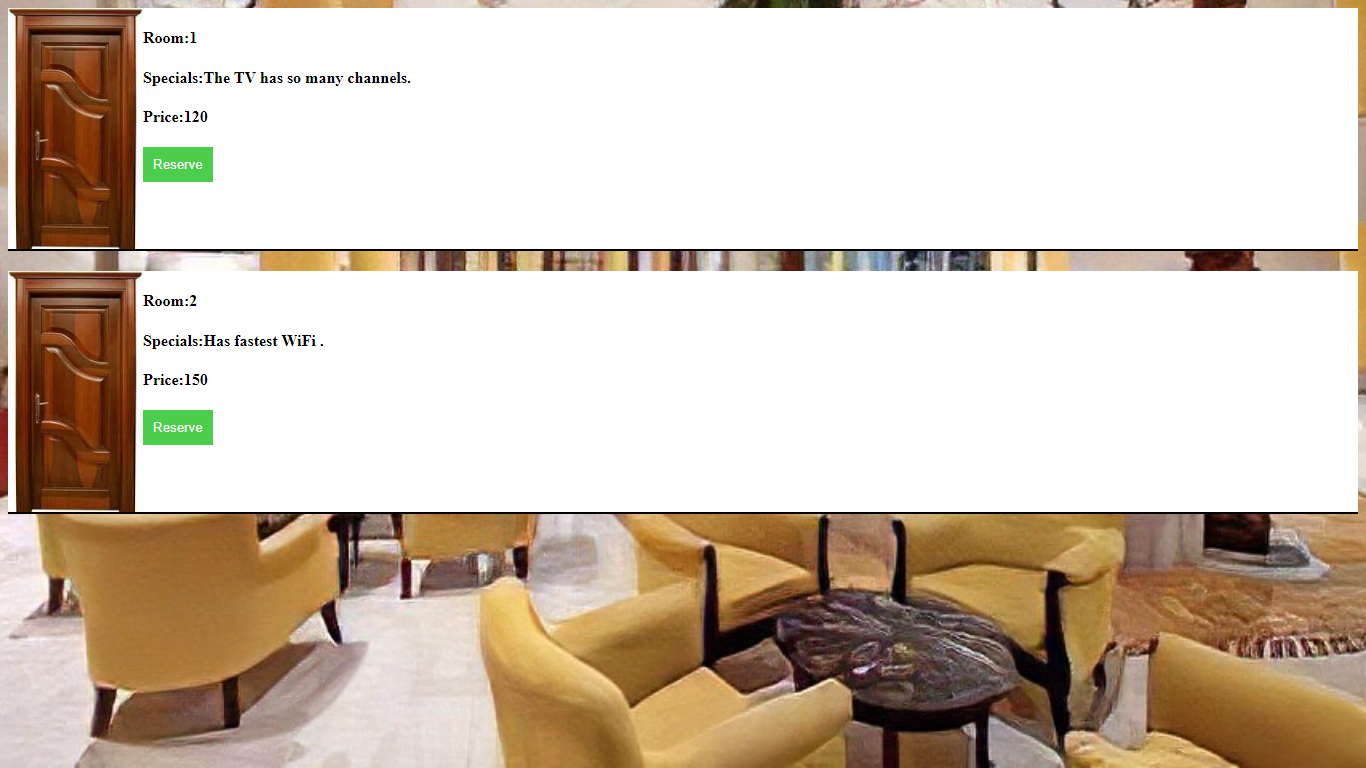 Room:1
Specials:The TV has so many channels.
Price:120
Reserve
Room:2
Specials:Has fastest WiFi .
Price:150
Reserve